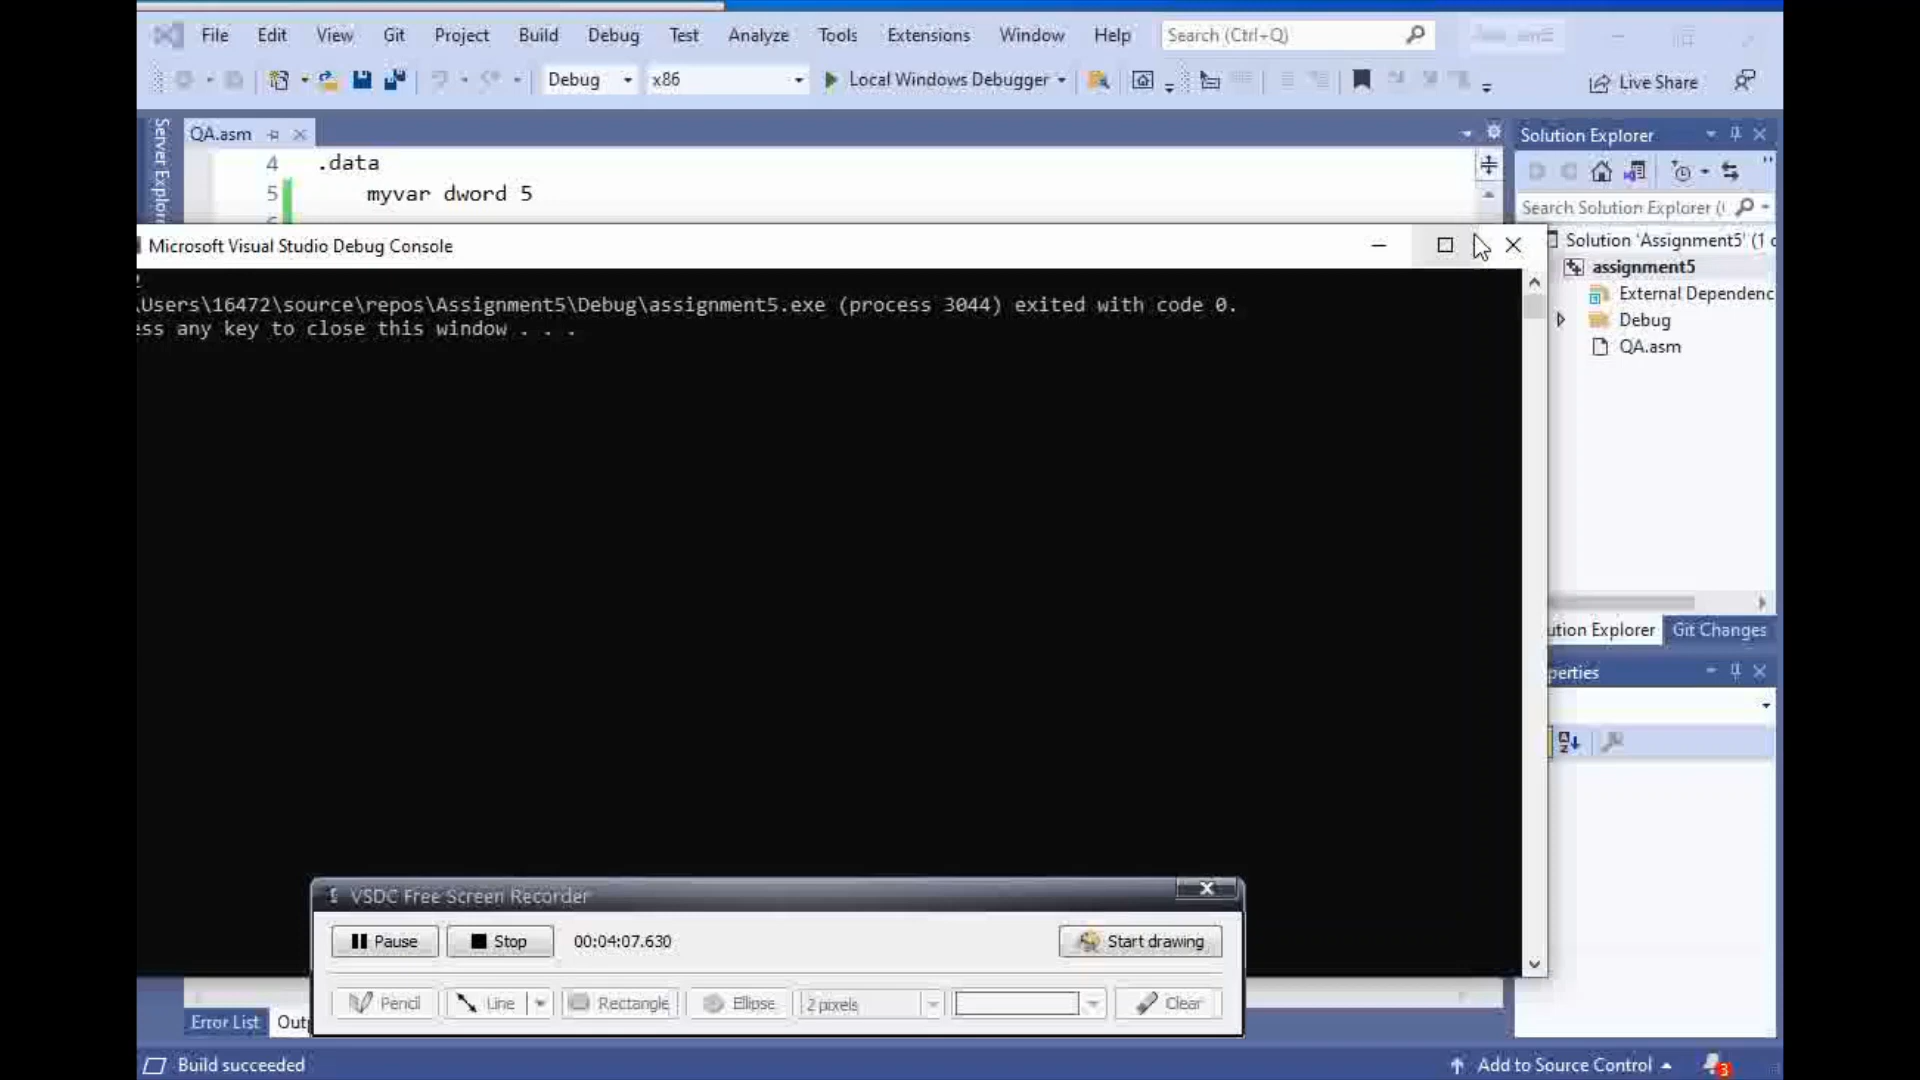 File Edit View Git Project Build Debug Test Analyze Tools Extensions Window Help Search (Ctrl+Q)
Debug x86 Local Windows Debugger Live Share
Server Explor
QA.asm
4 .data
5 myvar dword 5
Solution Explorer
Search Solution Explorer (
Solution 'Assignment5' (1 
assignment5
External Dependenc
Debug
QA.asm
Microsoft Visual Studio Debug Console
\Users\16472\source\repos\Assignment5\Debug\assignment5.exe (process 3044) exited with code 0.
ess any key to close this window . . .
ution Explorer Git Changes
perties
VSDC Free Screen Recorder
Pause Stop 00:04:07.630 Start drawing
Pencil Line Rectangle Ellipse 2 pixels Clear
Error List Out
Build succeeded Add to Source Control 3